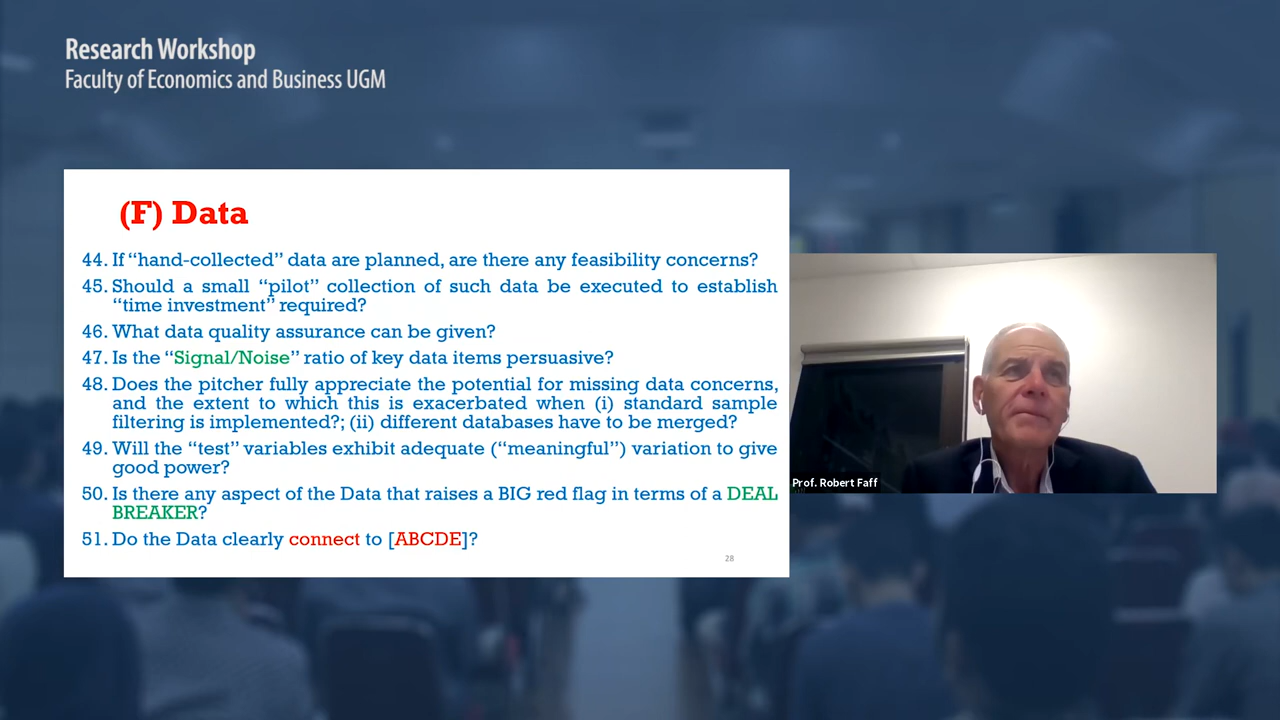 Research Workshop
Faculty of Economics and Business UGM
(F) Data
44. If “hand-collected” data are planned, are there any feasibility concerns?
45. Should a small “pilot” collection of such data be executed to establish
“time investment” required?
46. What data quality assurance can be given?
47. Is the “Signal/Noise” ratio of key data items persuasive?
48. Does the pitcher fully appreciate the potential for missing data concerns,
and the extent to which this is exacerbated when (i) standard sample
filtering is implemented?; (ii) different databases have to be merged?
49. Will the “test” variables exhibit adequate (“meaningful”) variation to give
good power?
50. Is there any aspect of the Data that raises a BIG red flag in terms of a DEAL
BREAKER?
51. Do the Data clearly connect to [ABCDE]?
28
Prof. Robert Faff